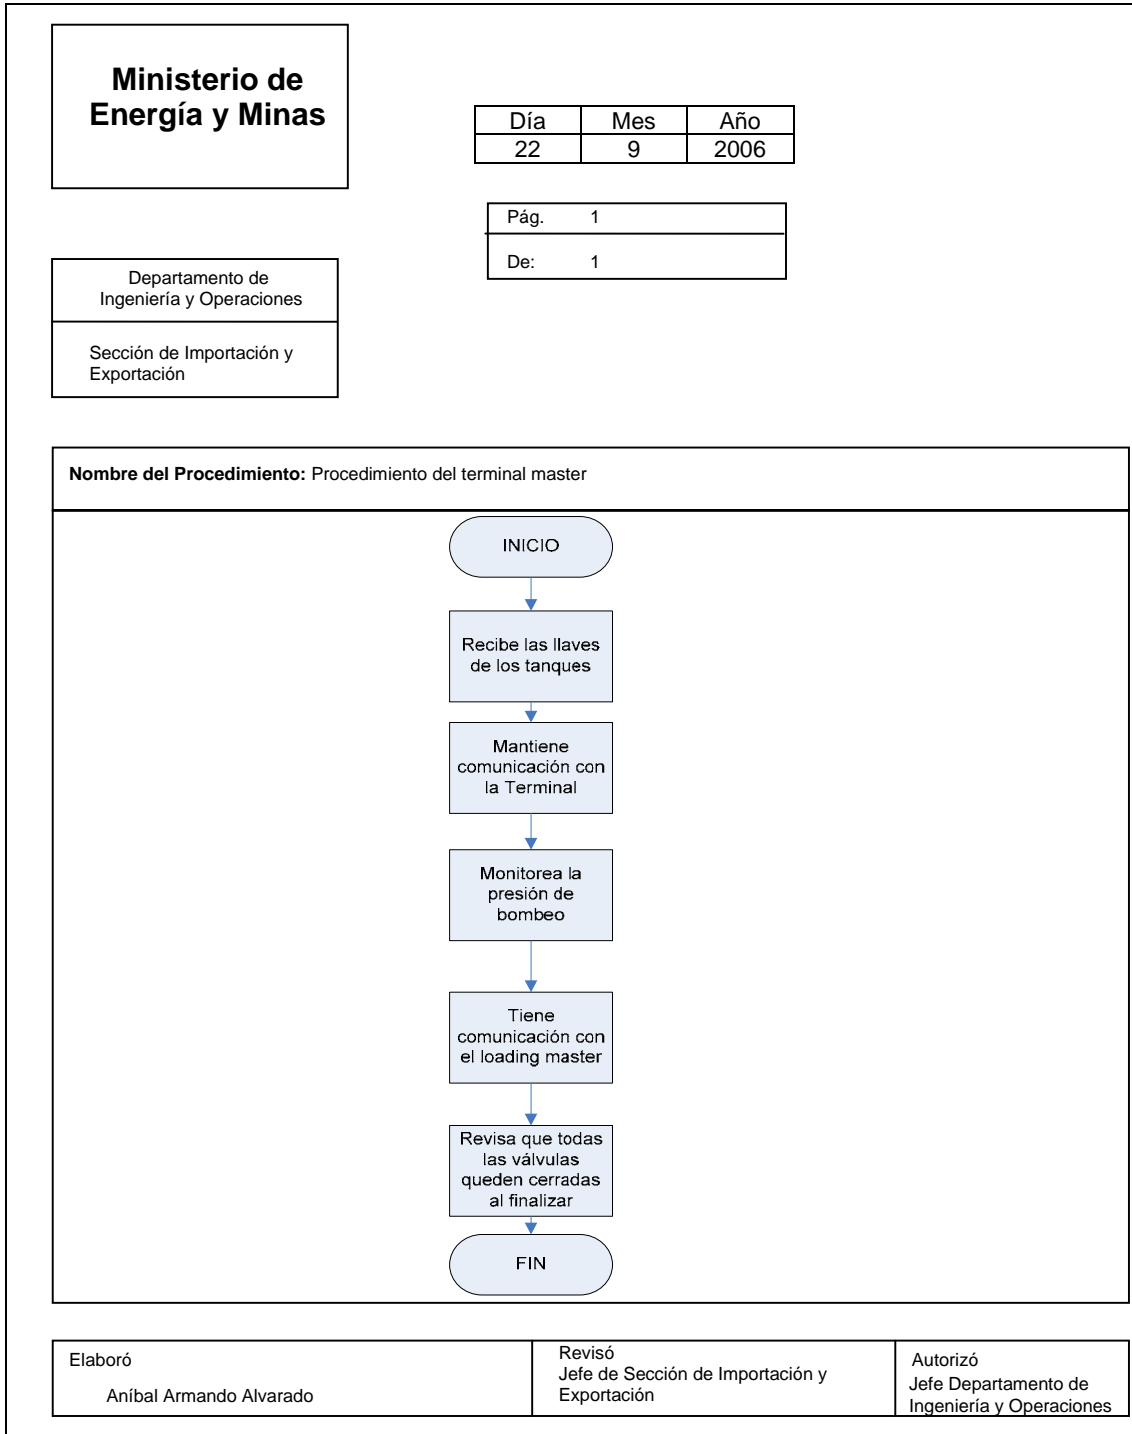 Ministerio de
Energía y Minas
Día Mes Año
22 9 2006
Pág. 1
De: 1
Departamento de
Ingeniería y Operaciones
Sección de Importación y
Exportación
Nombre del Procedimiento: Procedimiento del terminal master
INICIO
Recibe las llaves
de los tanques
Mantiene
comunicación con
la Terminal
Monitorea la
presión de
bombeo
Tiene
comunicación con
el loading master
Revisa que todas
las válvulas
queden cerradas
al finalizar
FIN
Elaboró
Aníbal Armando Alvarado
Revisó
Jefe de Sección de Importación y
Exportación
Autorizó
Jefe Departamento de
Ingeniería y Operaciones